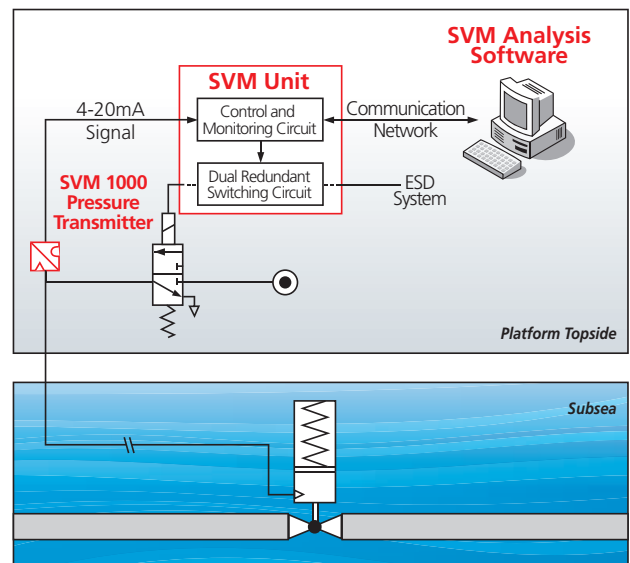 SVM Analysis
Software
SVM Unit
4-20mA
Signal
Control and
Monitoring Circuit
Communication
Network
Dual Redundant
Switching Circuit
ESD
System
SVM 1000
Pressure
Transmitter
Platform Topside
Subsea